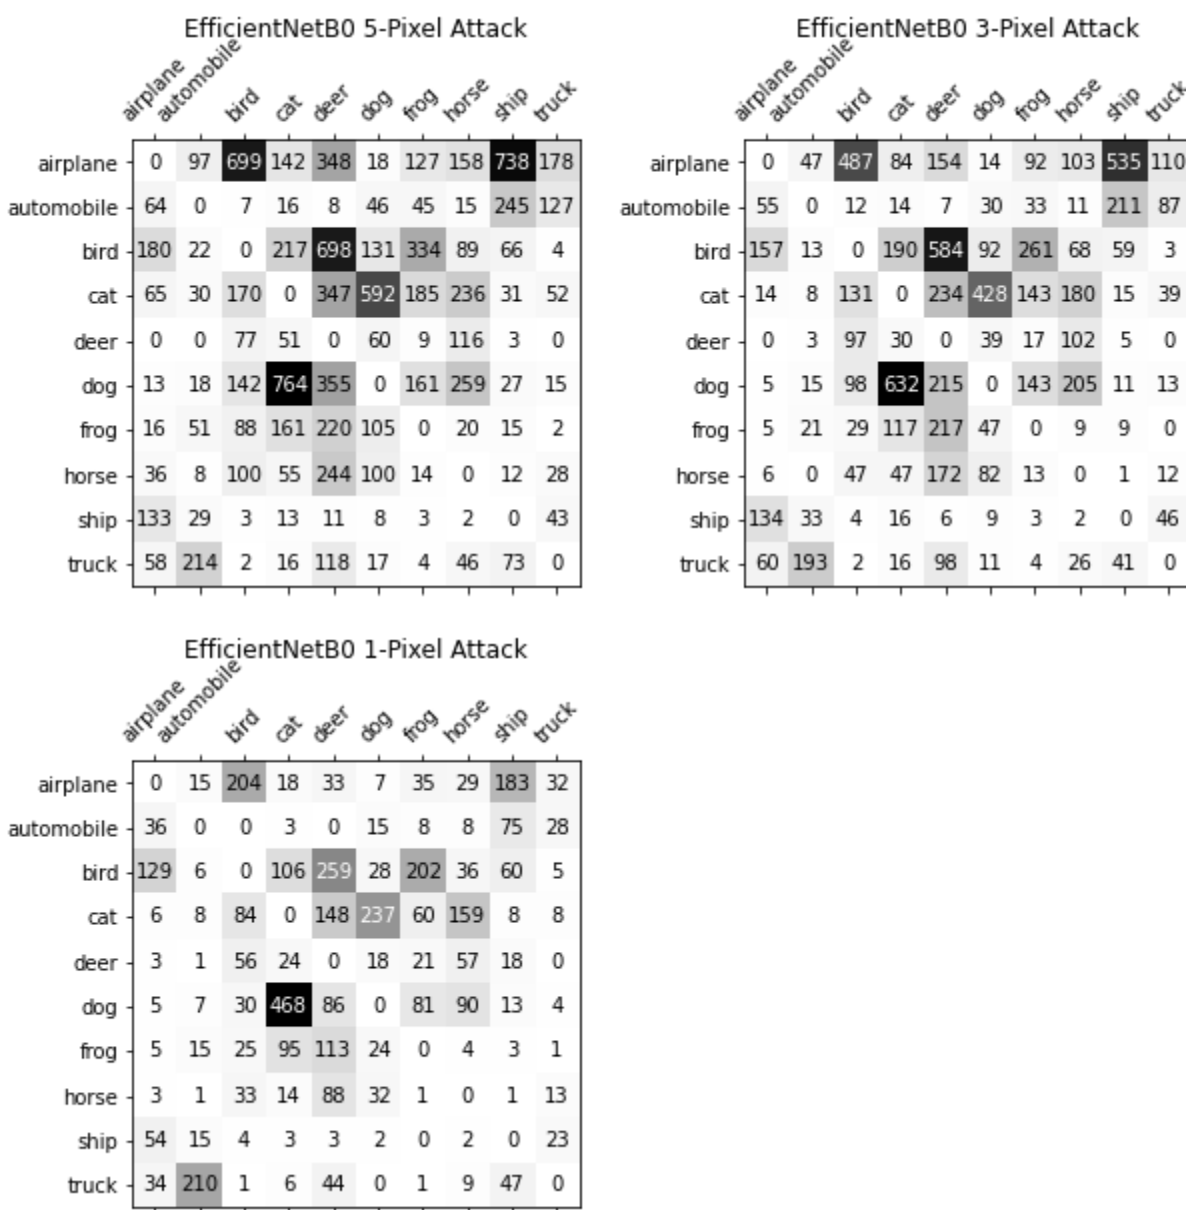 EfficientNetB0 5-Pixel Attack
airplane automobile bird cat deer dog frog horse ship truck
airplane 0 97 699 142 348 18 127 158 738 178
automobile 64 0 7 16 8 46 45 15 245 127
bird 180 22 0 217 698 131 334 89 66 4
cat 65 30 170 0 347 592 185 236 31 52
deer 0 0 77 51 0 60 9 116 3 0
dog 13 18 142 764 355 0 161 259 27 15
frog 16 51 88 161 220 105 0 20 15 2
horse 36 8 100 55 244 100 14 0 12 28
ship 133 29 3 13 11 8 3 2 0 43
truck 58 214 2 16 118 17 4 46 73 0
EfficientNetB0 3-Pixel Attack
airplane automobile bird cat deer dog frog horse ship truck
airplane 0 47 487 84 154 14 92 103 535 110
automobile 55 0 12 14 7 30 33 11 211 87
bird 157 13 0 190 584 92 261 68 59 3
cat 14 8 131 0 234 428 143 180 15 39
deer 0 3 97 30 0 39 17 102 5 0
dog 5 15 98 632 215 0 143 205 11 13
frog 5 21 29 117 217 47 0 9 9 0
horse 6 0 47 47 172 82 13 0 1 12
ship 134 33 4 16 6 9 3 2 0 46
truck 60 193 2 16 98 11 4 26 41 0
EfficientNetB0 1-Pixel Attack
airplane automobile bird cat deer dog frog horse ship truck
airplane 0 15 204 18 33 7 35 29 183 32
automobile 36 0 0 3 0 15 8 8 75 28
bird 129 6 0 106 259 28 202 36 60 5
cat 6 8 84 0 148 237 60 159 8 8
deer 3 1 56 24 0 18 21 57 18 0
dog 5 7 30 468 86 0 81 90 13 4
frog 5 15 25 95 113 24 0 4 3 1
horse 3 1 33 14 88 32 1 0 1 13
ship 54 15 4 3 3 2 0 2 0 23
truck 34 210 1 6 44 0 1 9 47 0